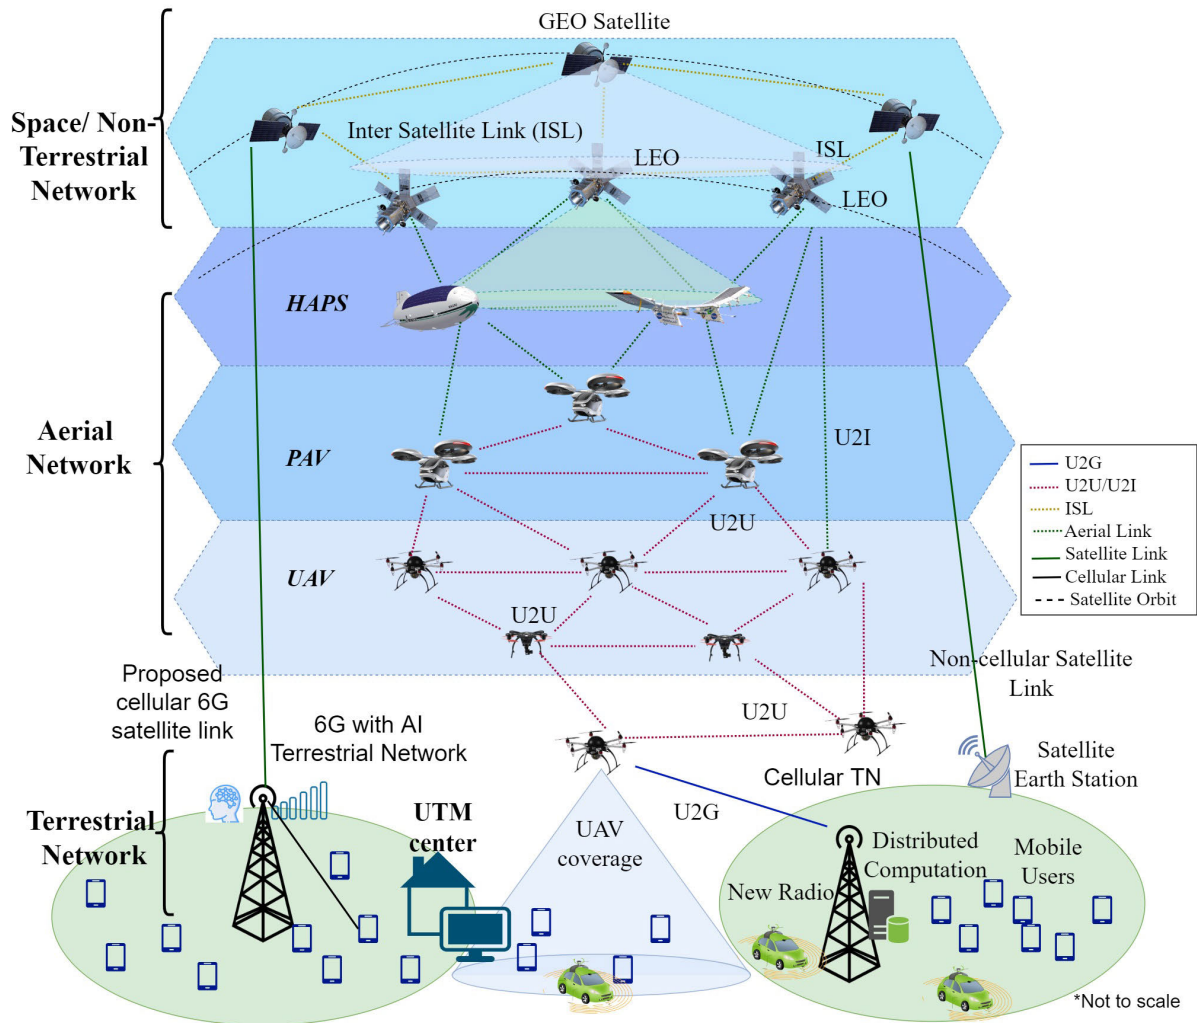 GEO Satellite
Space/ Non-
Terrestrial
Network
Inter Satellite Link (ISL)
LEO
ISL
LEO
HAPS
Aerial
Network
PAV
U2I
U2U
UAV
U2U
U2G
U2U/U2I
ISL
Aerial Link
Satellite Link
Cellular Link
Satellite Orbit
Proposed
cellular 6G
satellite link
Non-cellular Satellite
Link
6G with AI
Terrestrial Network
U2U
Cellular TN
Satellite
Earth Station
Terrestrial
Network
UTM
center
UAV
coverage
U2G
New Radio
Distributed
Computation
Mobile
Users
*Not to scale